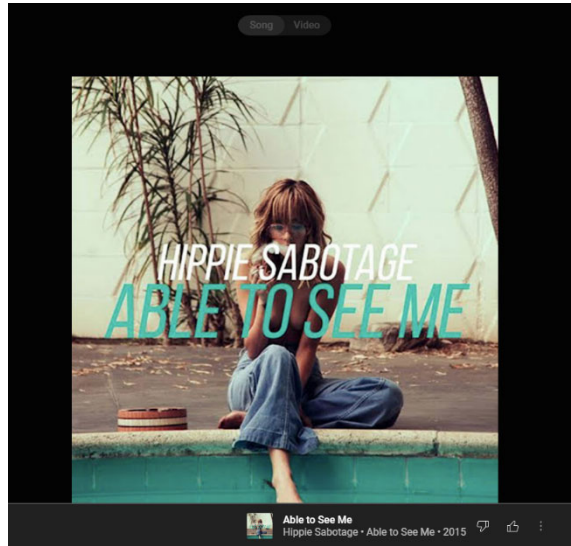 Song Video
HIPPIE SABOTAGE
ABLE TO SEE ME
Able to See Me
Hippie Sabotage • Able to See Me • 2015